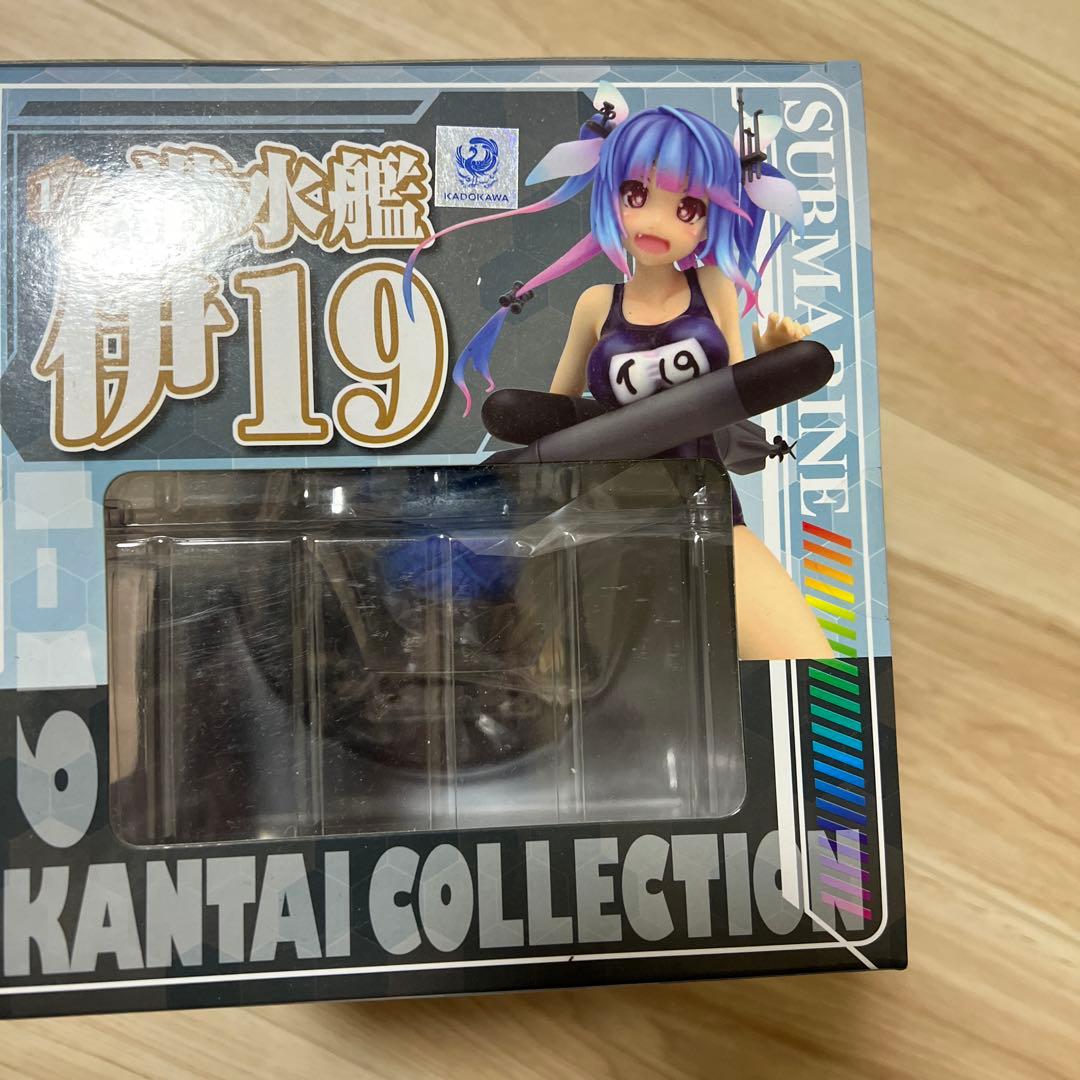 潜水艦
伊19
KADOKAWA
SUBMARINE
イ19
KANTAI COLLECTION